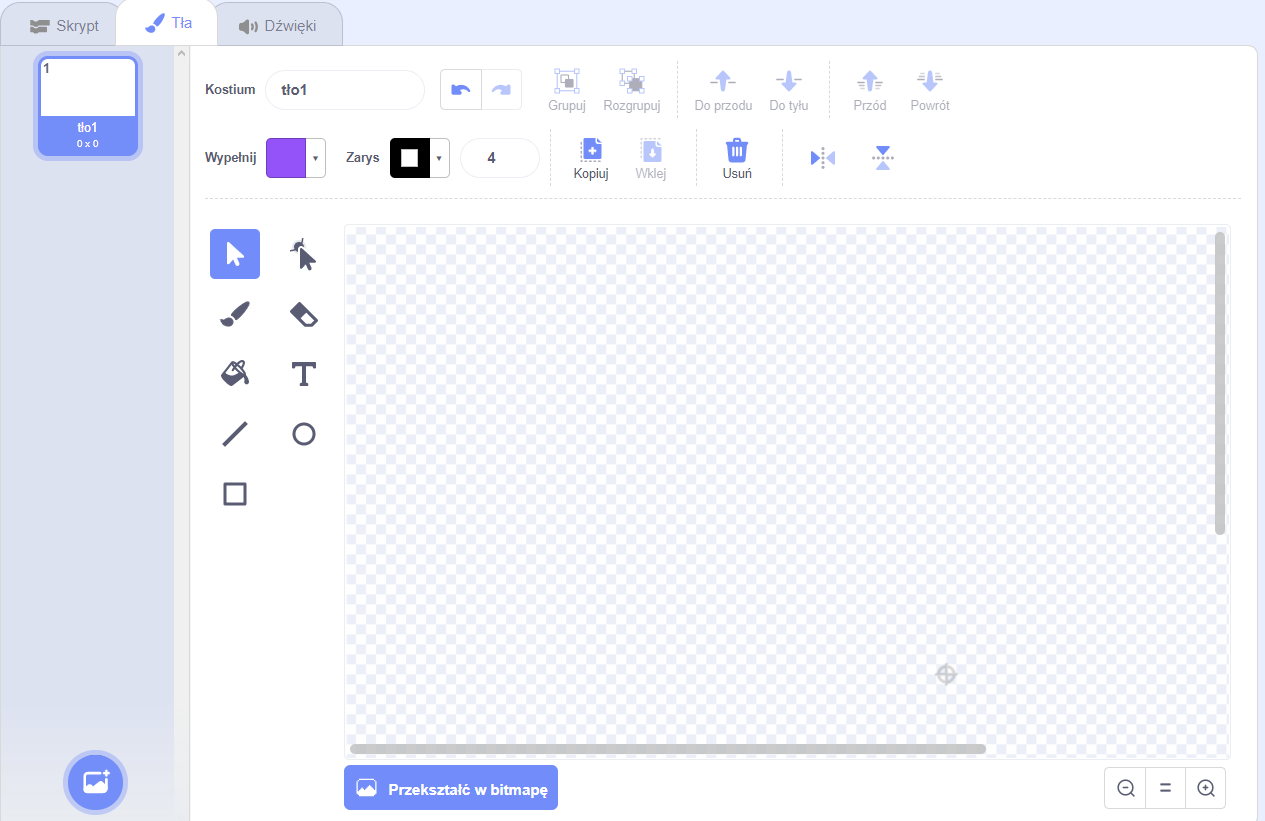 Skrypt Tła Dźwięki
1
tło1
0 x 0
Kostium tło1
Grupuj Rozgrupuj Do przodu Do tyłu Przód Powrót
Wypełnij Zarys 4
Kopiuj Wklej Usuń
Przekształć w bitmapę